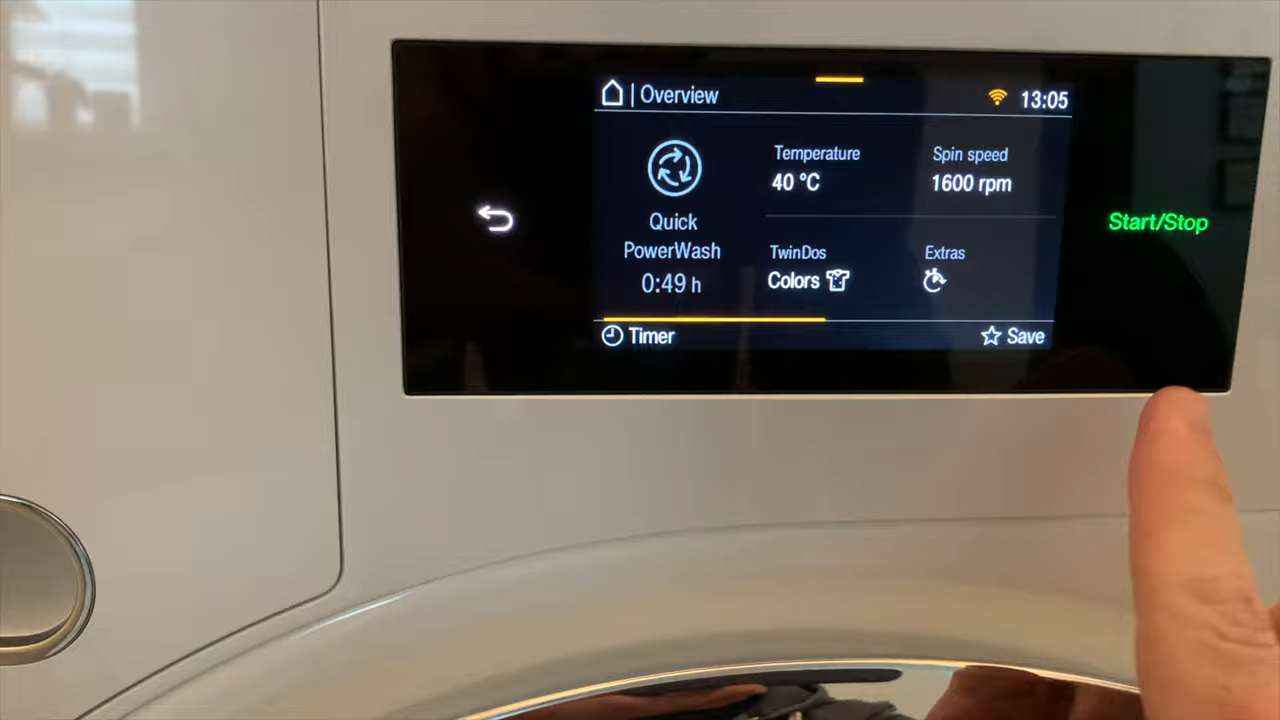 | Overview
13:05
Temperature
40 °C
Spin speed
1600 rpm
Quick
PowerWash
0:49 h
TwinDos
Colors
Extras
Start/Stop
Timer
Save